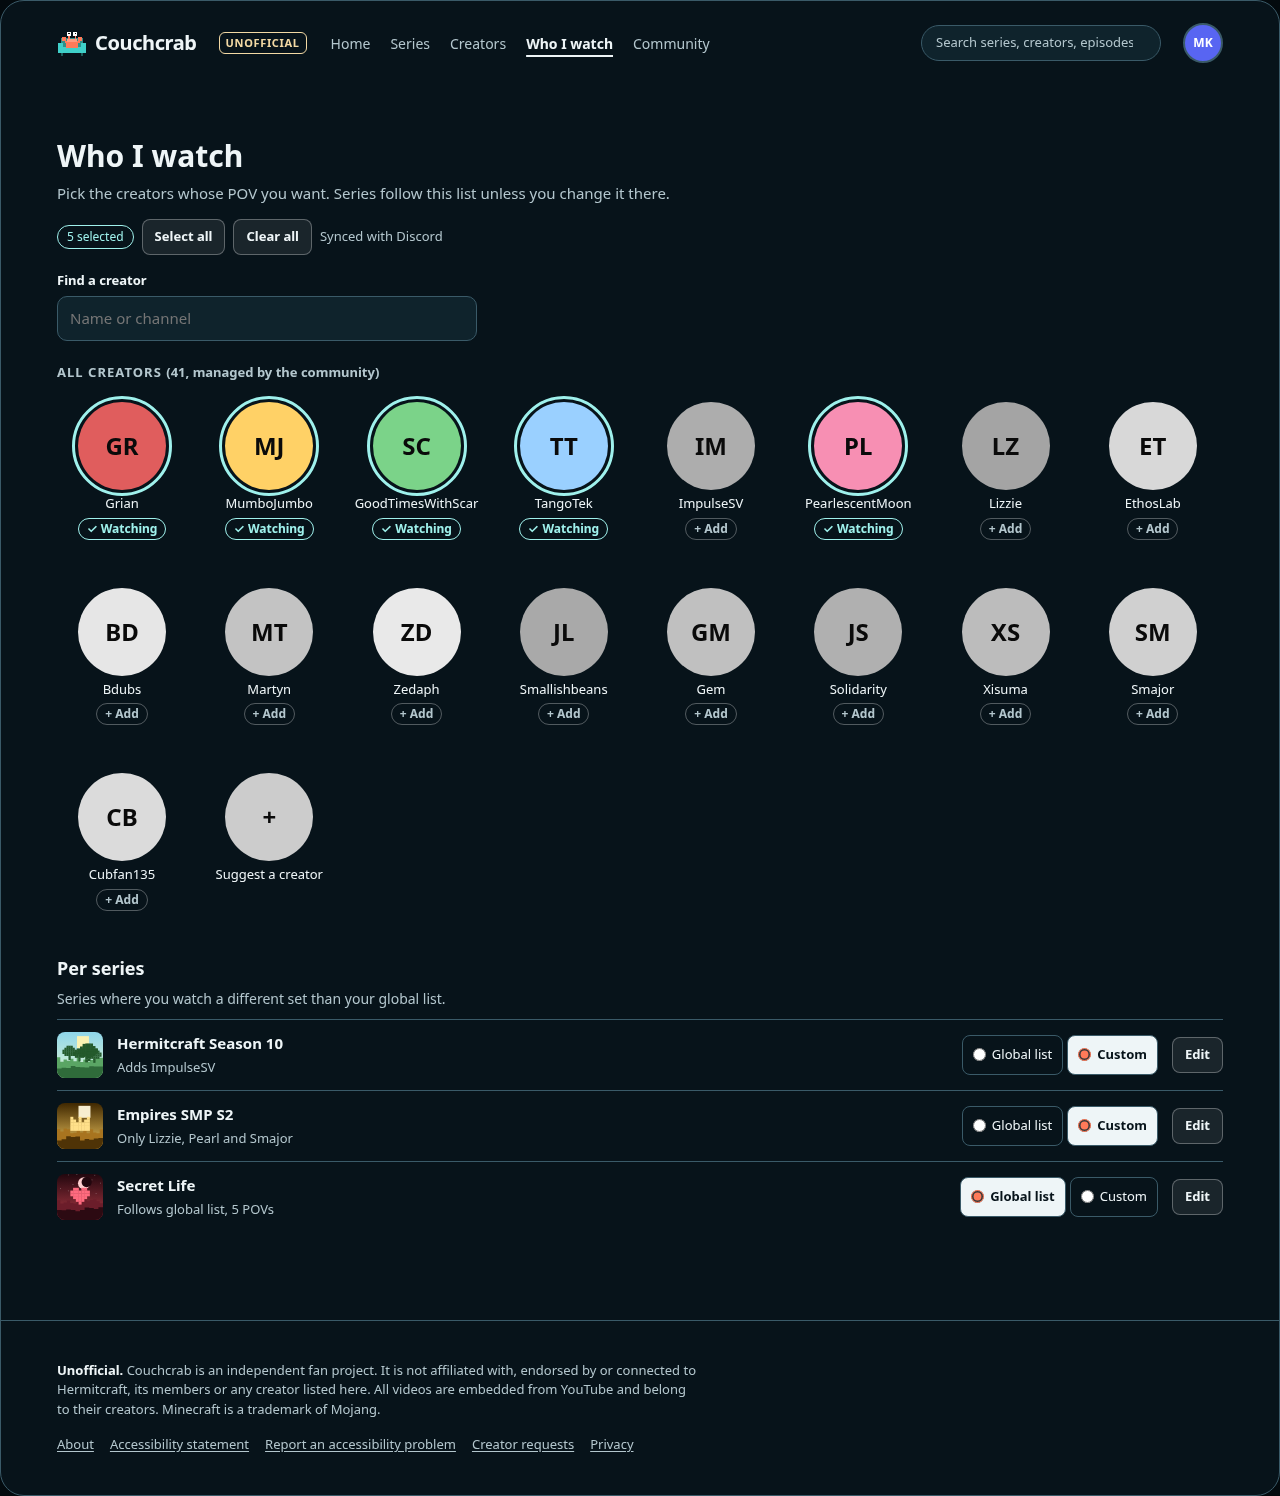 Couchcrab UNOFFICIAL Home Series Creators Who I watch Community Search series, creators, episodes MK
Who I watch
Pick the creators whose POV you want. Series follow this list unless you change it there.
5 selected Select all Clear all Synced with Discord
Find a creator
Name or channel
ALL CREATORS (41, managed by the community)
GR MJ SC TT IM PL LZ ET
Grian MumboJumbo GoodTimesWithScar TangoTek ImpulseSV PearlescentMoon Lizzie EthosLab
✓ Watching ✓ Watching ✓ Watching ✓ Watching + Add ✓ Watching + Add + Add
BD MT ZD JL GM JS XS SM
Bdubs Martyn Zedaph Smallishbeans Gem Solidarity Xisuma Smajor
+ Add + Add + Add + Add + Add + Add + Add + Add
CB +
Cubfan135 Suggest a creator
+ Add
Per series
Series where you watch a different set than your global list.
Hermitcraft Season 10
Adds ImpulseSV
Global list Custom Edit
Empires SMP S2
Only Lizzie, Pearl and Smajor
Global list Custom Edit
Secret Life
Follows global list, 5 POVs
Global list Custom Edit
Unofficial. Couchcrab is an independent fan project. It is not affiliated with, endorsed by or connected to
Hermitcraft, its members or any creator listed here. All videos are embedded from YouTube and belong
to their creators. Minecraft is a trademark of Mojang.
About Accessibility statement Report an accessibility problem Creator requests Privacy